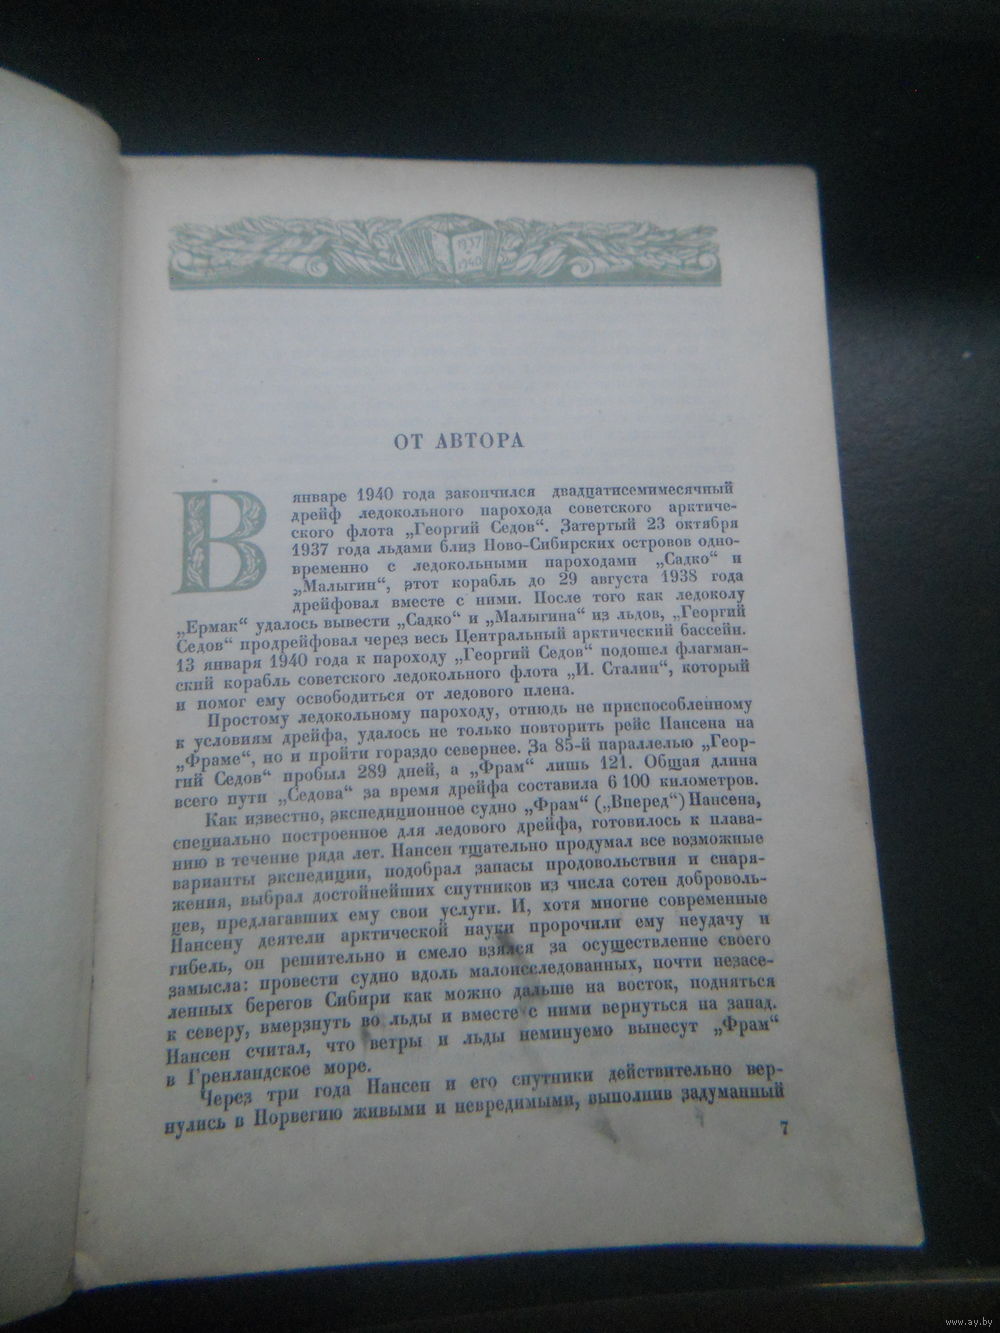 1937
1940
ОТ АВТОРА
В январе 1940 года закончился двадцатисемимесячный
дрейф ледокольного парохода советского арктиче-
ского флота „Георгий Седов“. Затертый 23 октября
1937 года льдами близ Ново-Сибирских островов одно-
временно с ледокольными пароходами „Садко“ и
„Малыгин“, этот корабль до 29 августа 1938 года
дрейфовал вместе с ними. После того как ледоколу
„Ермак“ удалось вывести „Садко“ и „Малыгина“ из льдов, „Георгий
Седов“ продрейфовал через весь Центральный арктический бассейн.
13 января 1940 года к пароходу „Георгий Седов“ подошел флагман-
ский корабль советского ледокольного флота „И. Сталин“, который
и помог ему освободиться от ледового плена.
Простому ледокольному пароходу, отнюдь не приспособленному
к условиям дрейфа, удалось не только повторить рейс Нансена на
„Фраме“, но и пройти гораздо севернее. За 85-й параллелью „Геор-
гий Седов“ пробыл 289 дней, а „Фрам“ лишь 121. Общая длина
всего пути „Седова“ за время дрейфа составила 6 100 километров.
Как известно, экспедиционное судно „Фрам“ („Вперед“) Нансена,
специально построенное для ледового дрейфа, готовилось к плава-
нию в течение ряда лет. Нансен тщательно продумал все возможные
варианты экспедиции, подобрал запасы продовольствия и снаря-
жения, выбрал достойнейших спутников из числа сотен доброволь-
цев, предлагавших ему свои услуги. И, хотя многие современные
Нансену деятели арктической науки пророчили ему неудачу и
гибель, он решительно и смело взялся за осуществление своего
замысла: провести судно вдоль малоисследованных, почти незасе-
ленных берегов Сибири как можно дальше на восток, подняться
к северу, вмерзнуть во льды и вместе с ними вернуться на запад.
Нансен считал, что ветры и льды неминуемо вынесут „Фрам“
в Гренландское море.
Через три года Нансен и его спутники действительно вер-
нулись в Норвегию живыми и невредимыми, выполнив задуманный
7
www.ay.by